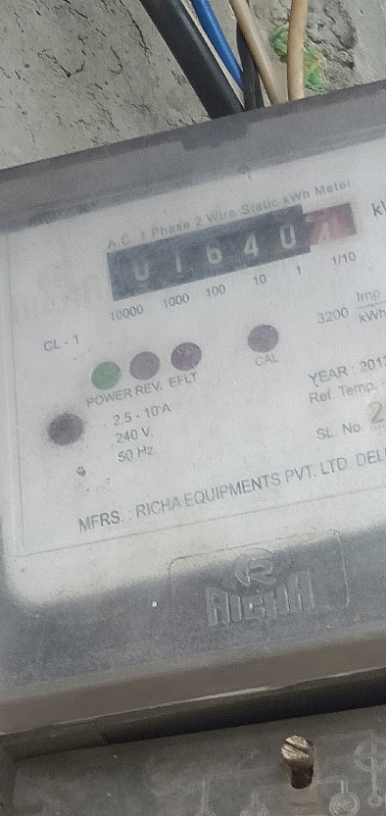 A.C. 1 Phase 2 Wire Static kWh Meter
0 1 6 4 0
10000 1000 100 10 1 1/10
CL - 1
3200 Imp
kWh
POWER REV. EFLT CAL
2.5 - 10 A
240 V.
50 Hz.
YEAR : 201
Ref. Temp.
SL. No. 2
MFRS. : RICHA EQUIPMENTS PVT. LTD. DEL
R
RICHA